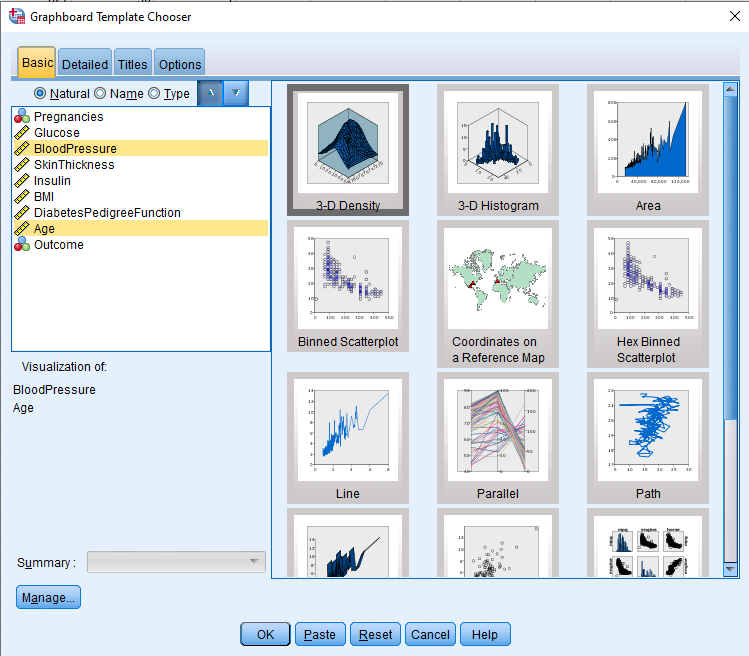 Graphboard Template Chooser
Basic Detailed Titles Options
Natural Name Type
Pregnancies
Glucose
BloodPressure
SkinThickness
Insulin
BMI
DiabetesPedigreeFunction
Age
Outcome
Visualization of:
BloodPressure
Age
Summary:
Manage...
3-D Density
3-D Histogram
Area
Binned Scatterplot
Coordinates on
a Reference Map
Hex Binned
Scatterplot
Line
Parallel
Path
OK Paste Reset Cancel Help